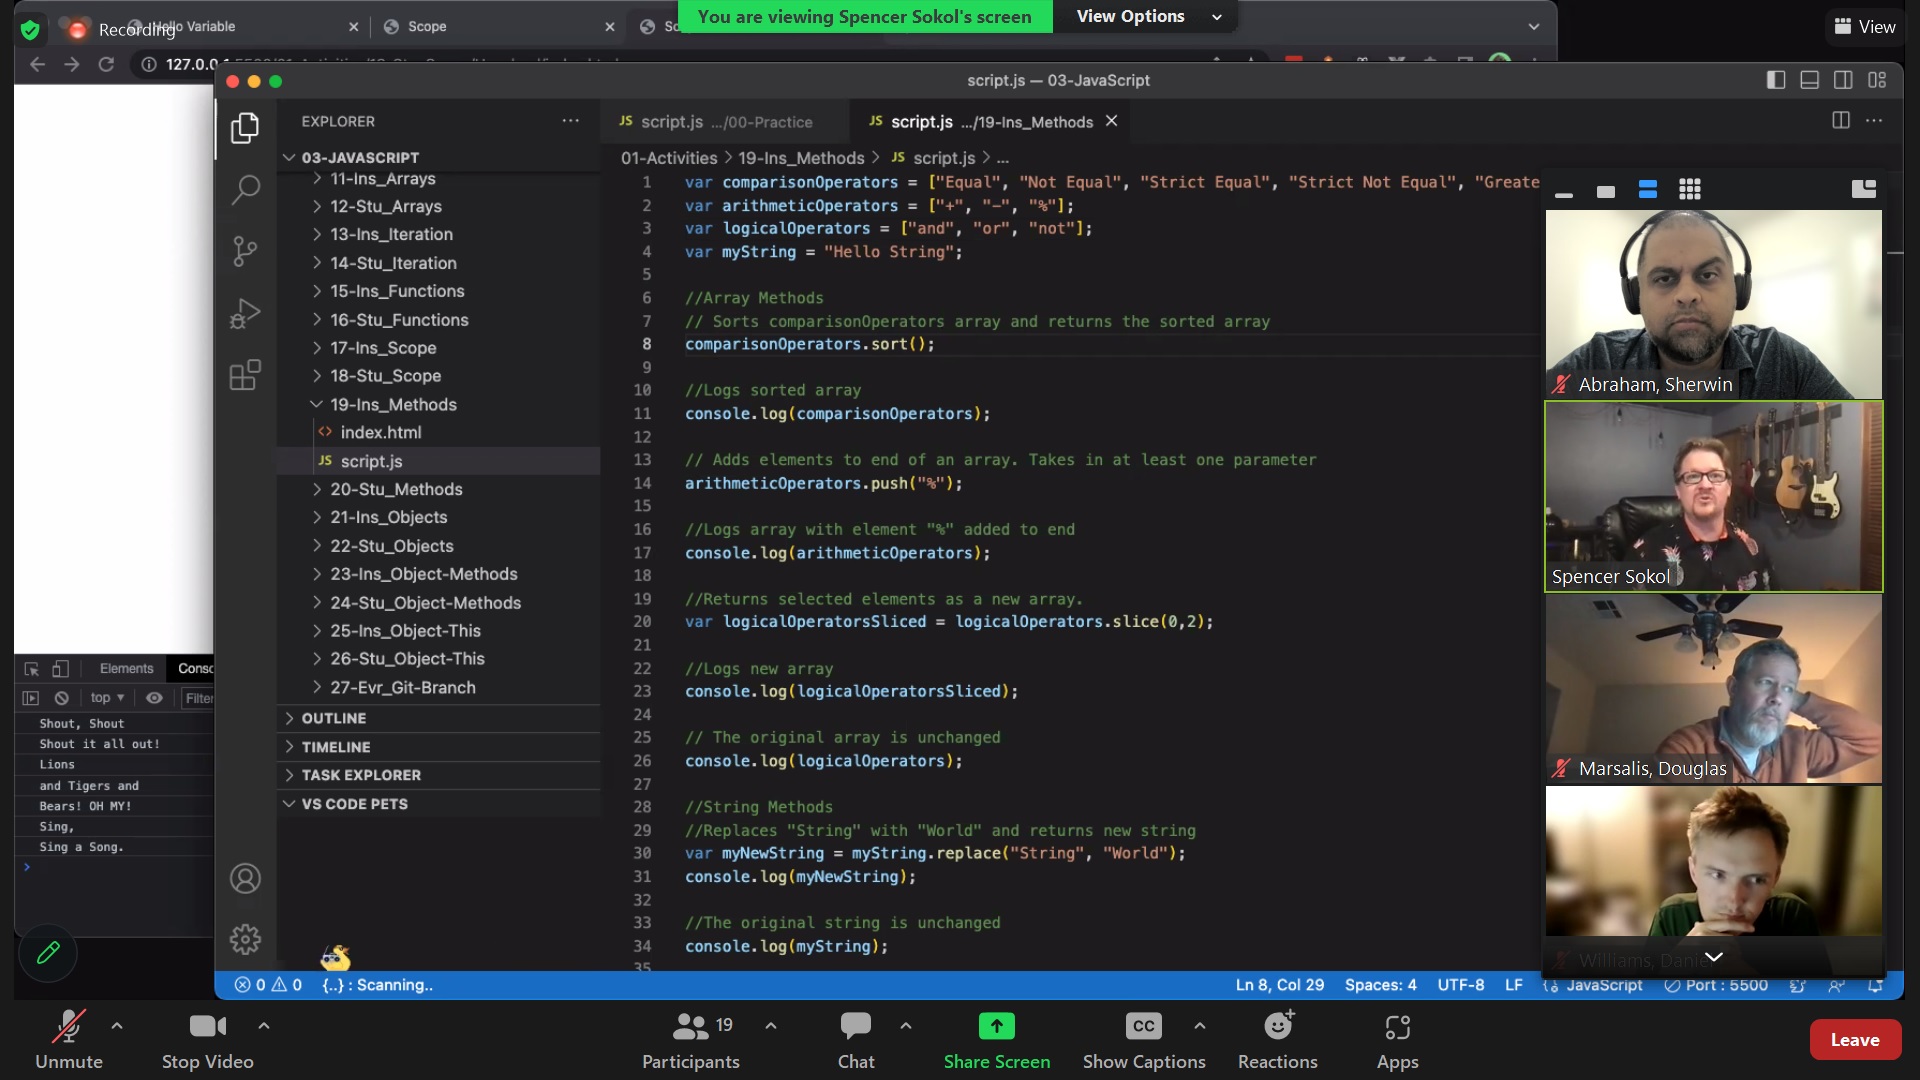 Recording
Hello Variable
Scope
You are viewing Spencer Sokol's screen
View Options
View
script.js — 03-JavaScript
EXPLORER
03-JAVASCRIPT
11-Ins_Arrays
12-Stu_Arrays
13-Ins_Iteration
14-Stu_Iteration
15-Ins_Functions
16-Stu_Functions
17-Ins_Scope
18-Stu_Scope
19-Ins_Methods
<> index.html
JS script.js
20-Stu_Methods
21-Ins_Objects
22-Stu_Objects
23-Ins_Object-Methods
24-Stu_Object-Methods
25-Ins_Object-This
26-Stu_Object-This
27-Evr_Git-Branch
OUTLINE
TIMELINE
TASK EXPLORER
VS CODE PETS
JS script.js .../00-Practice
JS script.js .../19-Ins_Methods
01-Activities > 19-Ins_Methods > JS script.js > ...
1 var comparisonOperators = ["Equal", "Not Equal", "Strict Equal", "Strict Not Equal", "Greate
2 var arithmeticOperators = ["+", "-", "%"];
3 var logicalOperators = ["and", "or", "not"];
4 var myString = "Hello String";
5
6 //Array Methods
7 // Sorts comparisonOperators array and returns the sorted array
8 comparisonOperators.sort();
9
10 //Logs sorted array
11 console.log(comparisonOperators);
12
13 // Adds elements to end of an array. Takes in at least one parameter
14 arithmeticOperators.push("%");
15
16 //Logs array with element "%" added to end
17 console.log(arithmeticOperators);
18
19 //Returns selected elements as a new array.
20 var logicalOperatorsSliced = logicalOperators.slice(0,2);
21
22 //Logs new array
23 console.log(logicalOperatorsSliced);
24
25 // The original array is unchanged
26 console.log(logicalOperators);
27
28 //String Methods
29 //Replaces "String" with "World" and returns new string
30 var myNewString = myString.replace("String", "World");
31 console.log(myNewString);
32
33 //The original string is unchanged
34 console.log(myString);
35
Elements
Conso
top
Filter
Shout, Shout
Shout it all out!
Lions
and Tigers and
Bears! OH MY!
Sing,
Sing a Song.
Abraham, Sherwin
Spencer Sokol
Marsalis, Douglas
Williams, Danie
0 0 {..} : Scanning..
Ln 8, Col 29 Spaces: 4 UTF-8 LF JavaScript Port : 5500
Unmute
Stop Video
19
Participants
Chat
Share Screen
CC
Show Captions
Reactions
Apps
Leave